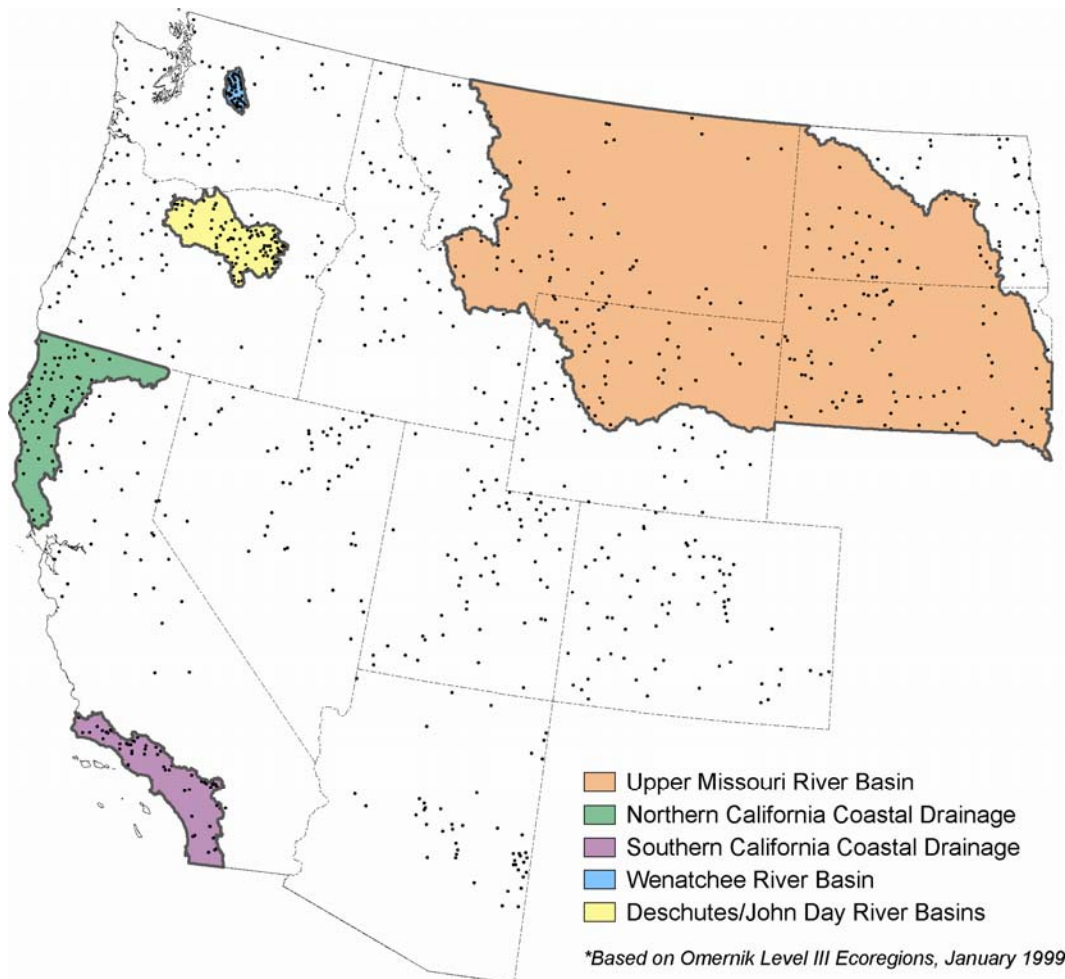 Upper Missouri River Basin
Northern California Coastal Drainage
Southern California Coastal Drainage
Wenatchee River Basin
Deschutes/John Day River Basins
*Based on Omernik Level III Ecoregions, January 1999